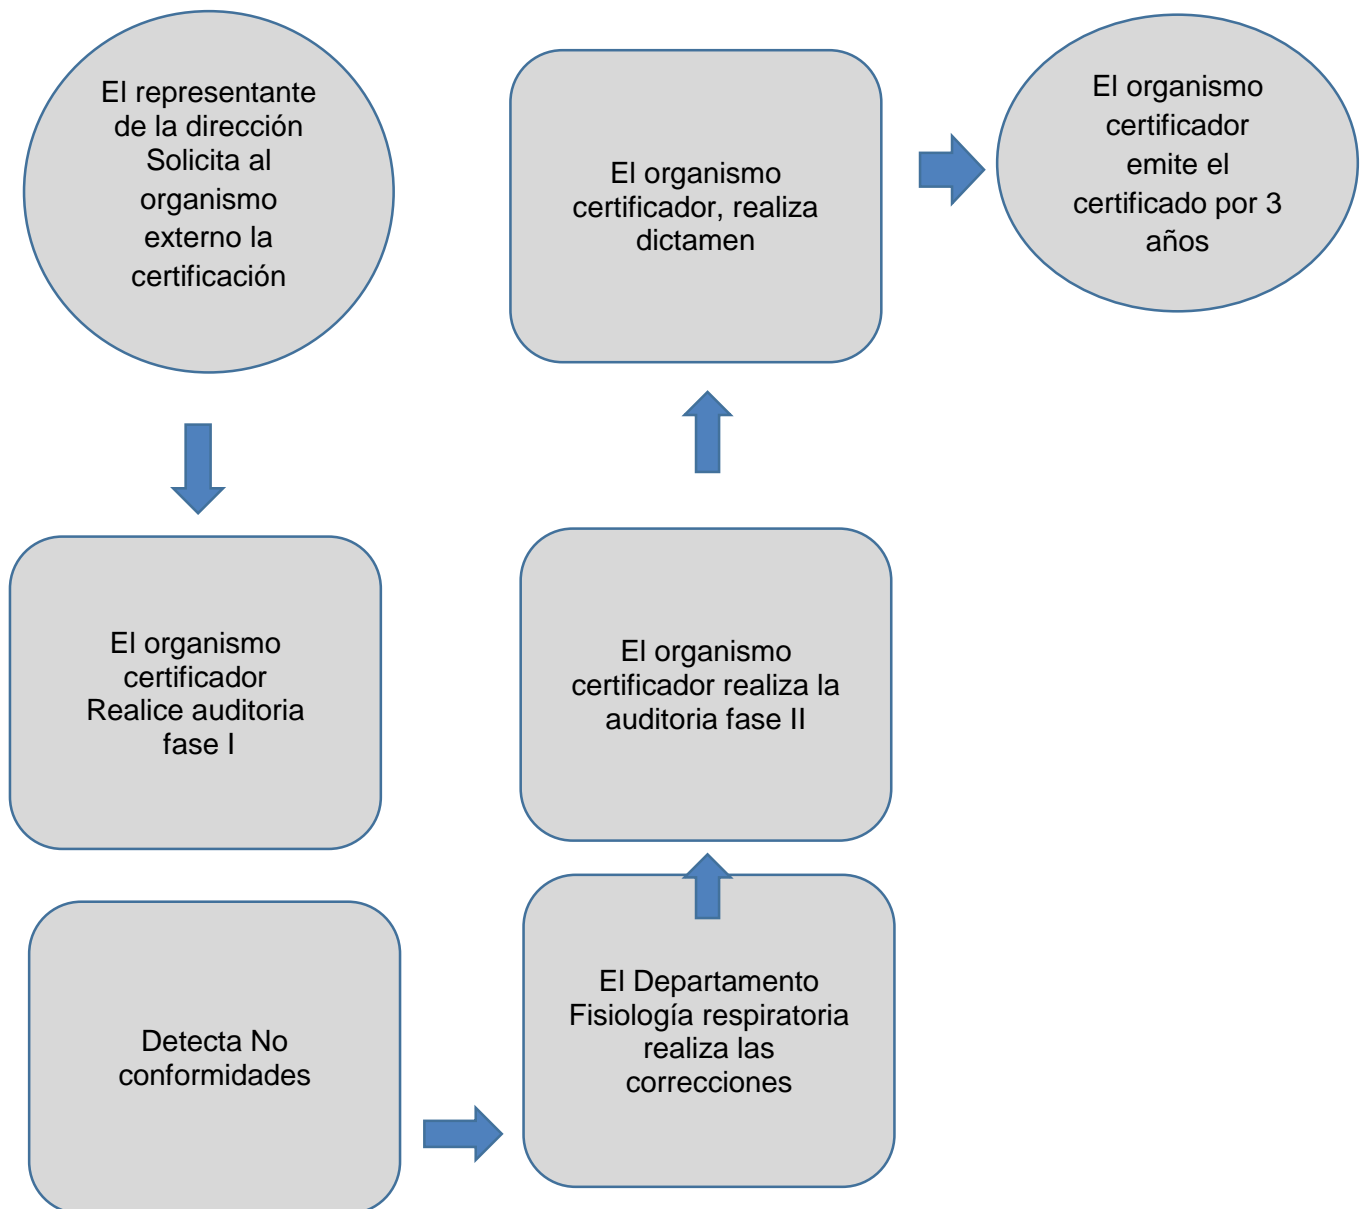 El representante
de la dirección
Solicita al
organismo
externo la
certificación
El organismo
certificador
Realice auditoria
fase I
Detecta No
conformidades
El Departamento
Fisiología respiratoria
realiza las
correcciones
El organismo
certificador realiza la
auditoria fase II
El organismo
certificador, realiza
dictamen
El organismo
certificador
emite el
certificado por 3
años